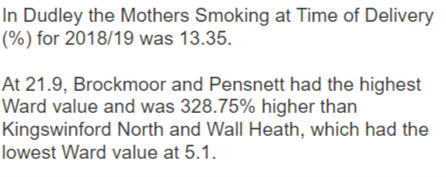 In Dudley the Mothers Smoking at Time of Delivery
(%) for 2018/19 was 13.35.
At 21.9, Brockmoor and Pensnett had the highest
Ward value and was 328.75% higher than
Kingswinford North and Wall Heath, which had the
lowest Ward value at 5.1.